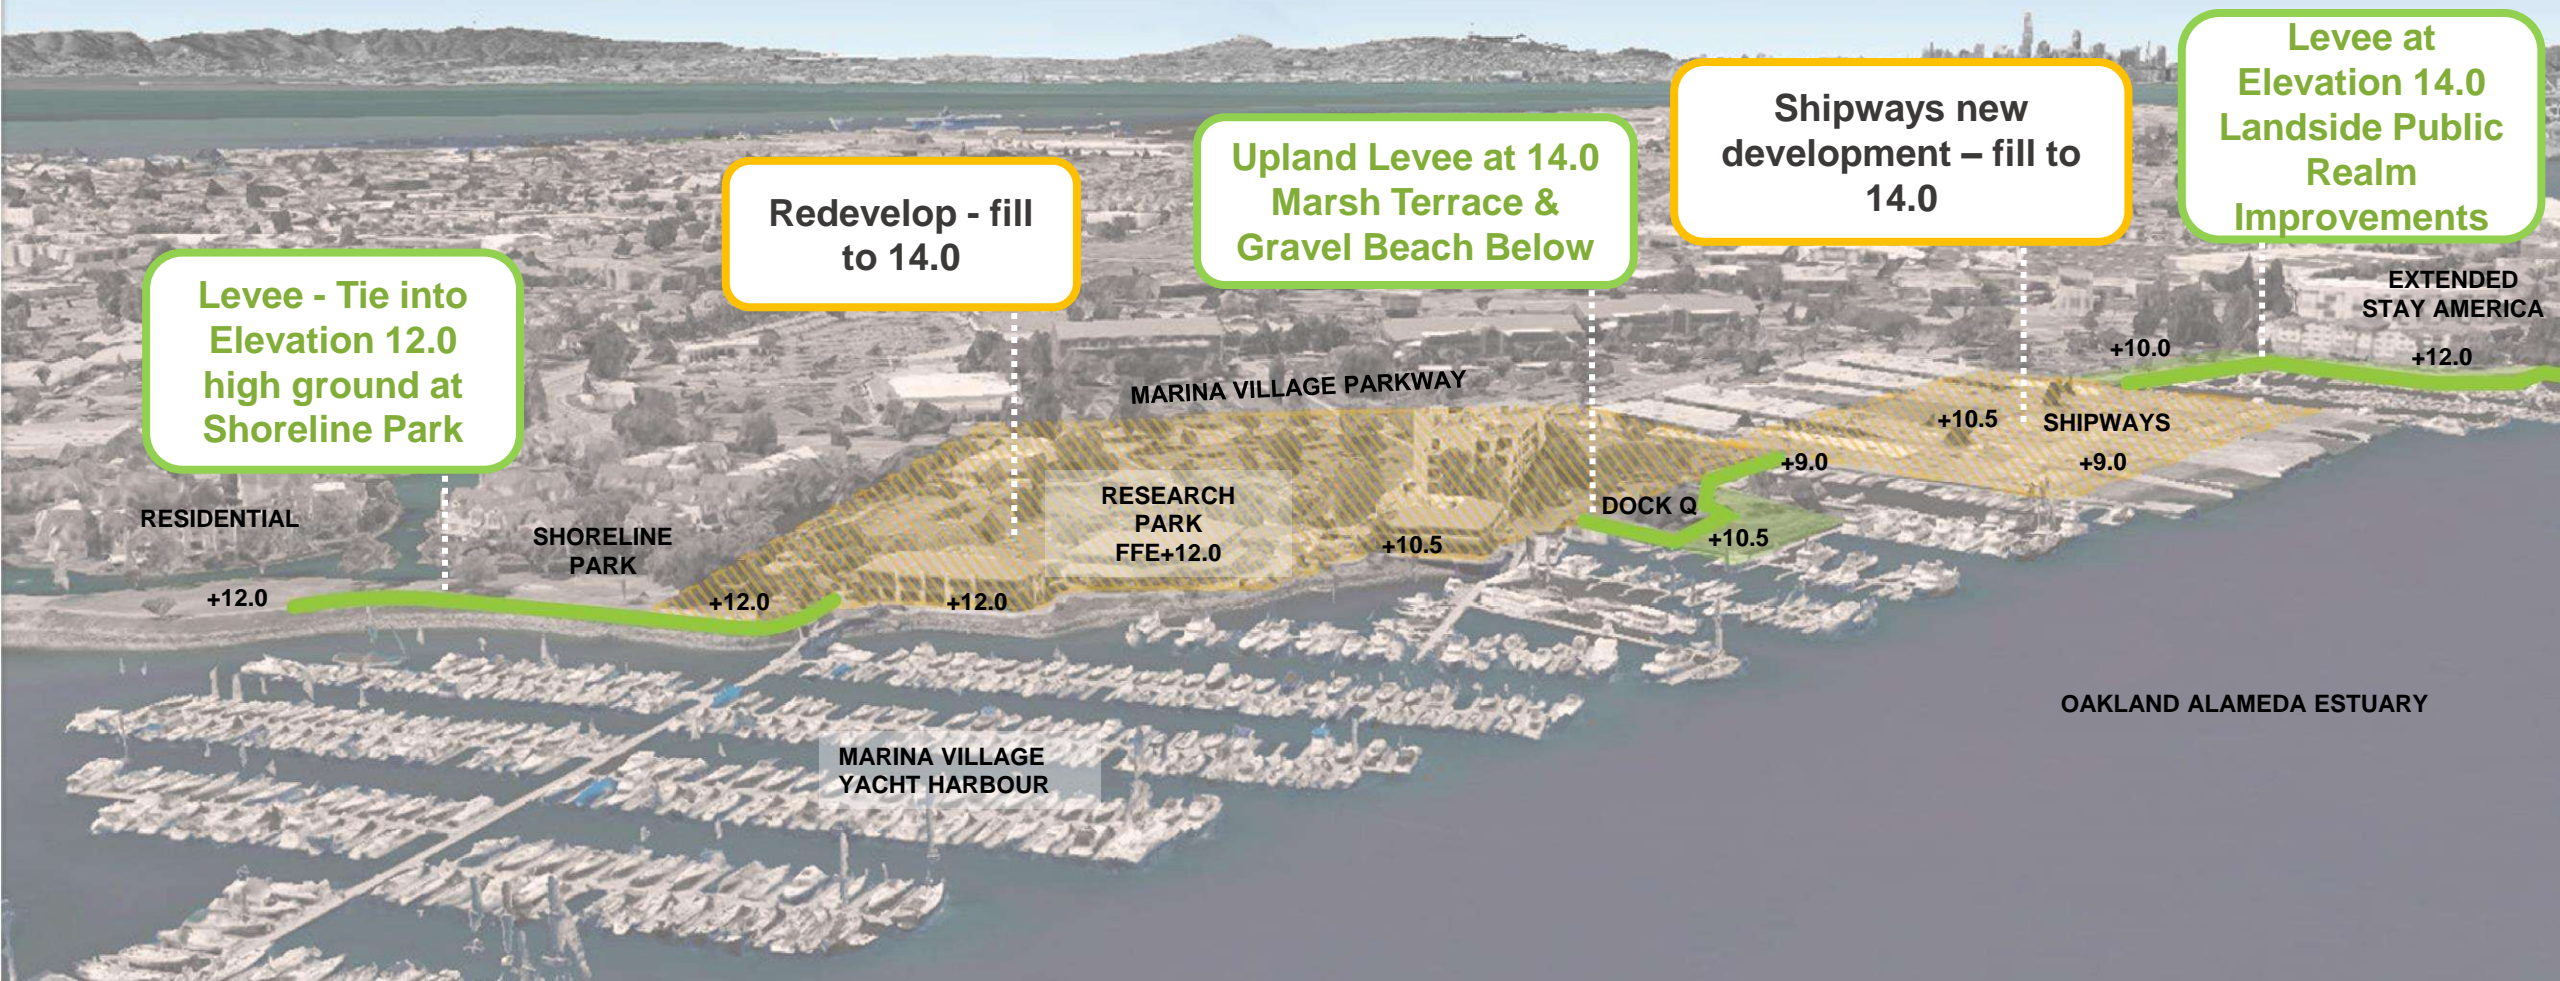 Levee at
Elevation 14.0
Landside Public
Realm
Improvements
Shipways new
development – fill to
14.0
Upland Levee at 14.0
Marsh Terrace &
Gravel Beach Below
Redevelop - fill
to 14.0
Levee - Tie into
Elevation 12.0
high ground at
Shoreline Park
EXTENDED
STAY AMERICA
+10.0
+12.0
MARINA VILLAGE PARKWAY
+10.5
SHIPWAYS
+9.0
+9.0
RESEARCH
PARK
FFE+12.0
DOCK Q
+10.5
+10.5
RESIDENTIAL
SHORELINE
PARK
+12.0
+12.0
+12.0
OAKLAND ALAMEDA ESTUARY
MARINA VILLAGE
YACHT HARBOUR